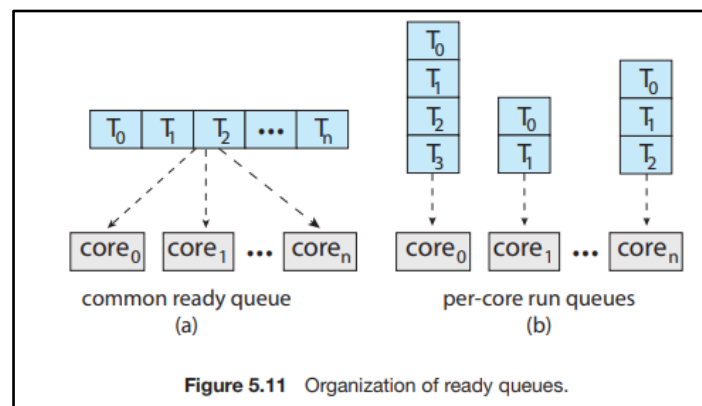 T0 T1 T2 ••• Tn
core0 core1 ••• coren
common ready queue
(a)
T0
T1
T2
T3
T0
T1
T0
T1
T2
core0 core1 ••• coren
per-core run queues
(b)
Figure 5.11 Organization of ready queues.